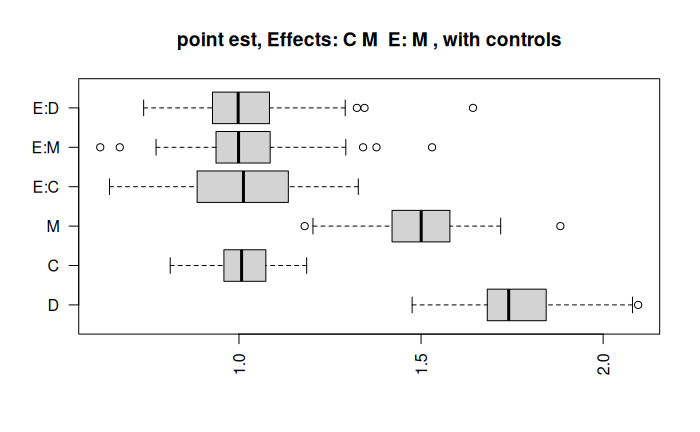 point est, Effects: C M  E: M , with controls
E:D
E:M
E:C
M
C
D
1.0
1.5
2.0